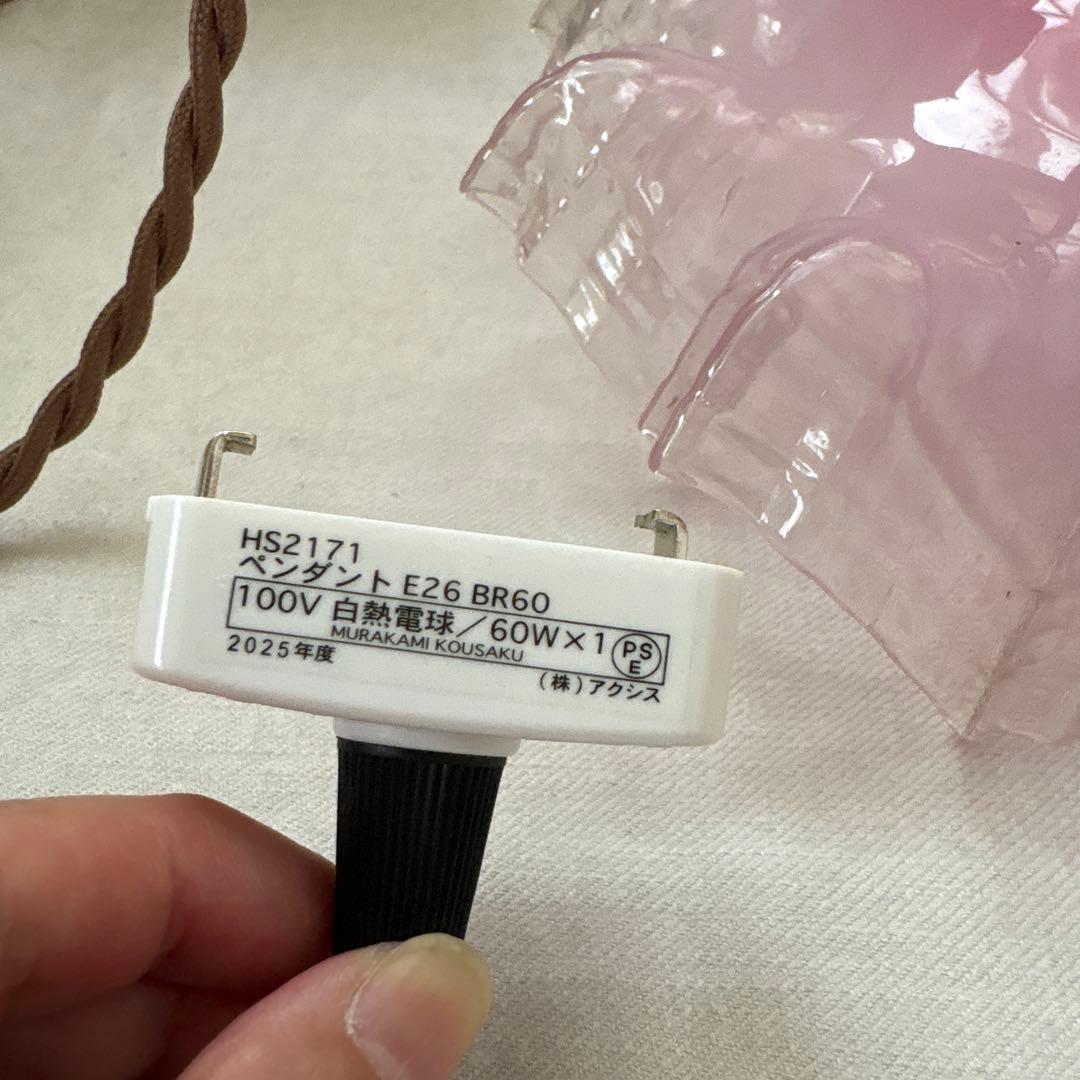 HS2171
ペンダント E26 BR60
100V 白熱電球／60W×1
MURAKAMI KOUSAKU
PS
E
2025年度
(株)アクシス